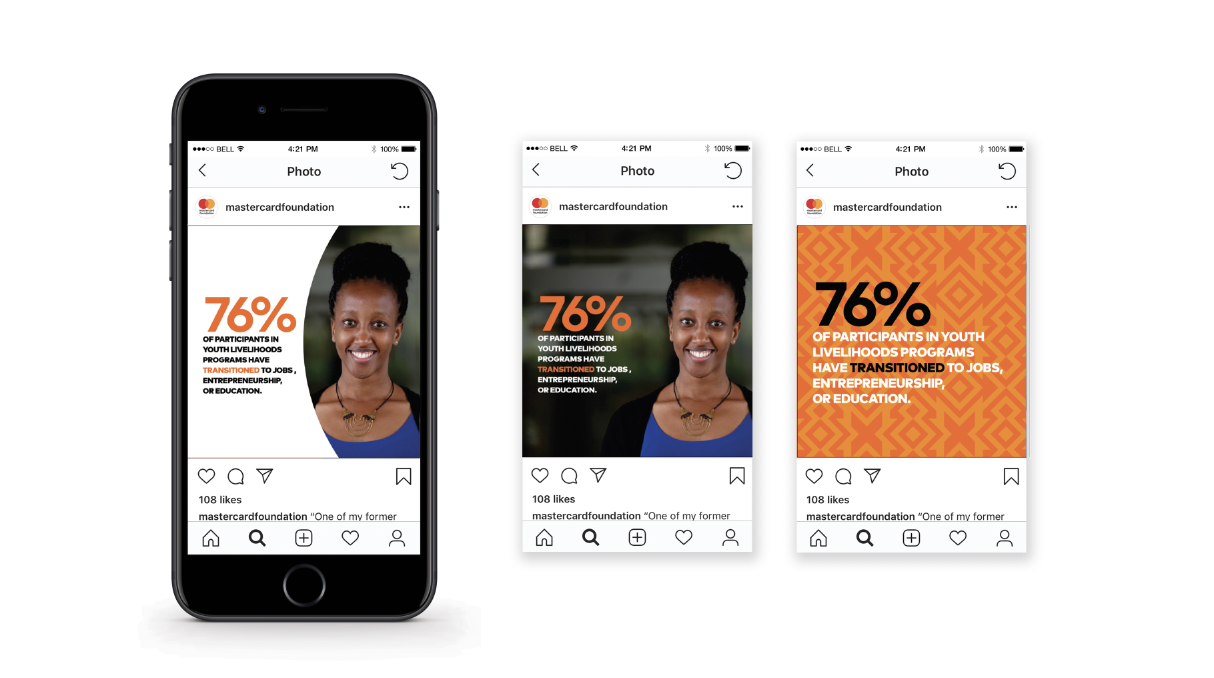 ●●●○○ BELL 4:21 PM 100%
Photo
mastercardfoundation
76%
OF PARTICIPANTS IN
YOUTH LIVELIHOODS
PROGRAMS HAVE
TRANSITIONED TO JOBS ,
ENTREPRENEURSHIP,
OR EDUCATION.
108 likes
mastercardfoundation “One of my former
●●●○○ BELL 4:21 PM 100%
Photo
mastercardfoundation
76%
OF PARTICIPANTS IN
YOUTH LIVELIHOODS
PROGRAMS HAVE
TRANSITIONED TO JOBS ,
ENTREPRENEURSHIP,
OR EDUCATION.
108 likes
mastercardfoundation “One of my former
●●●○○ BELL 4:21 PM 100%
Photo
mastercardfoundation
76%
OF PARTICIPANTS IN YOUTH
LIVELIHOODS PROGRAMS
HAVE TRANSITIONED TO JOBS,
ENTREPRENEURSHIP,
OR EDUCATION.
108 likes
mastercardfoundation “One of my former